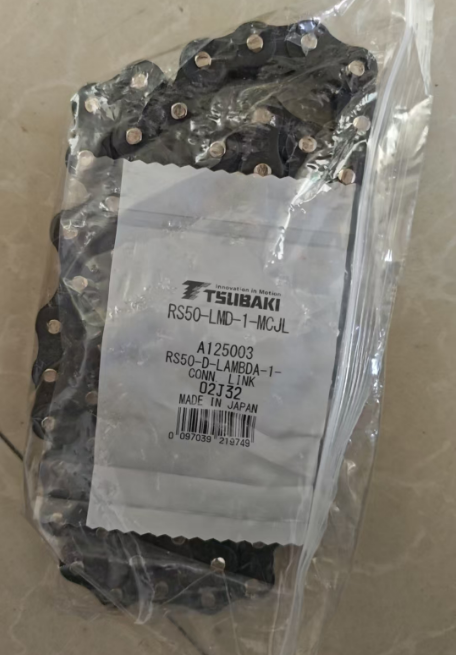 Innovation in Motion
TSUBAKI
RS50-LMD-1-MCJL
A125003
RS50-D-LAMBDA-1-
CONN. LINK
02J32
MADE IN JAPAN
0 097039 219749